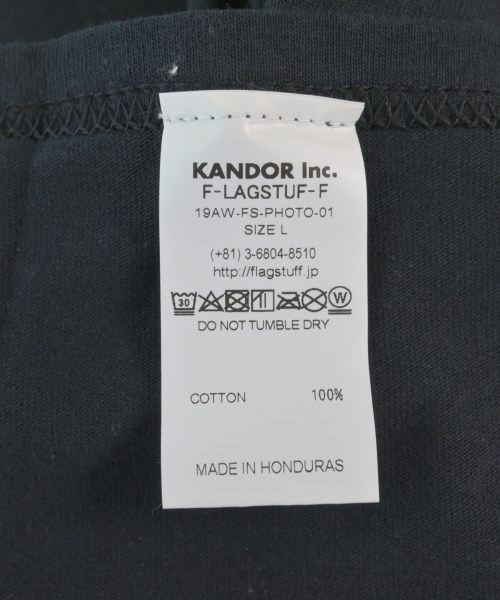 KANDOR Inc.
F-LAGSTUF-F
19AW-FS-PHOTO-01
SIZE L
(+81) 3-6804-8510
http://flagstuff.jp
30 W
DO NOT TUMBLE DRY
COTTON 100%
MADE IN HONDURAS